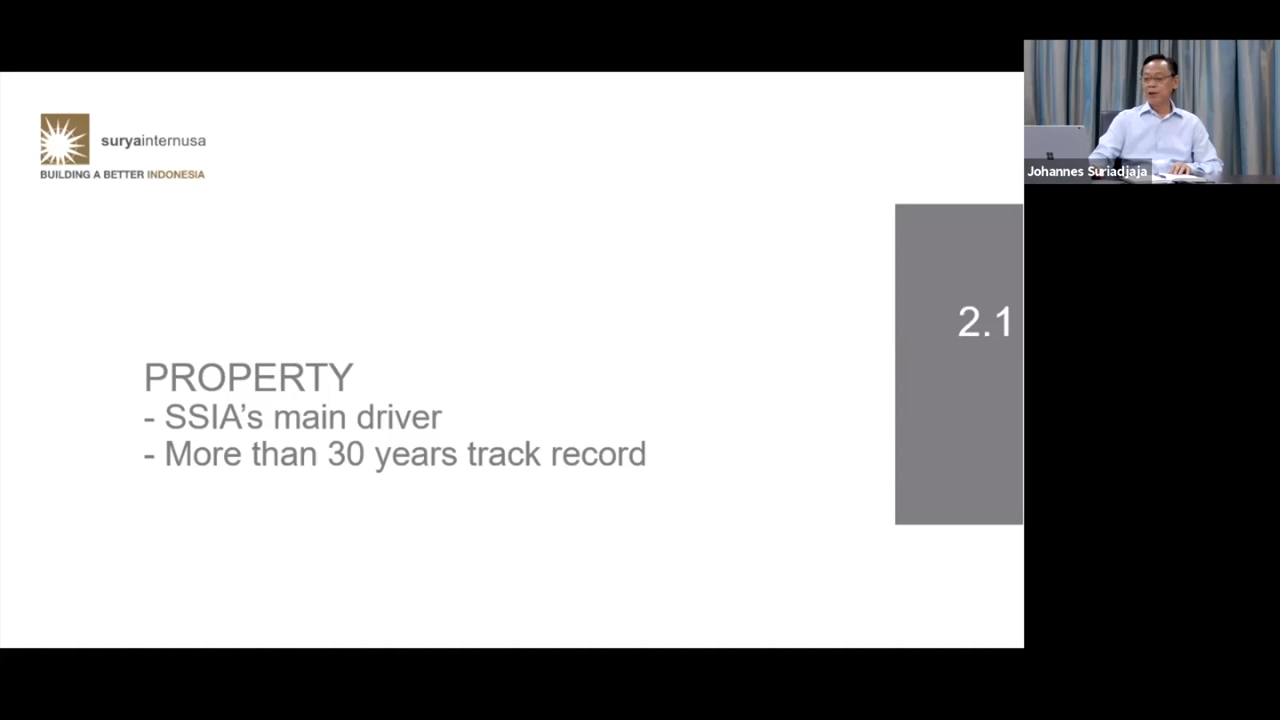 suryainternusa
BUILDING A BETTER INDONESIA
2.1
PROPERTY
- SSIA's main driver
- More than 30 years track record
Johannes Suriadjaja